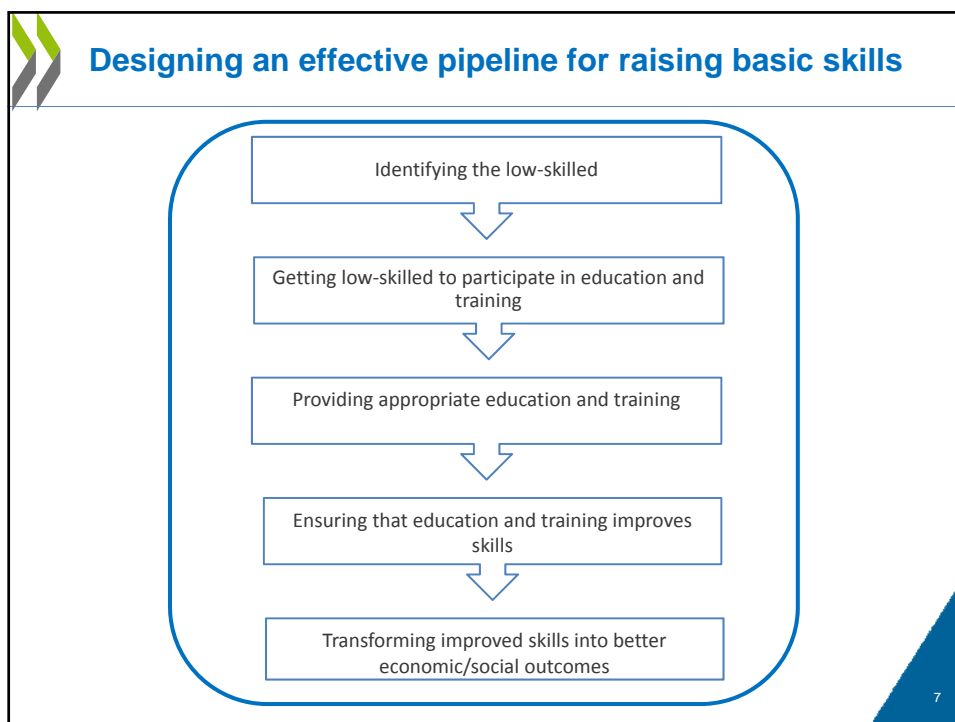 Designing an effective pipeline for raising basic skills
Identifying the low-skilled
Getting low-skilled to participate in education and
training
Providing appropriate education and training
Ensuring that education and training improves
skills
Transforming improved skills into better
economic/social outcomes
7